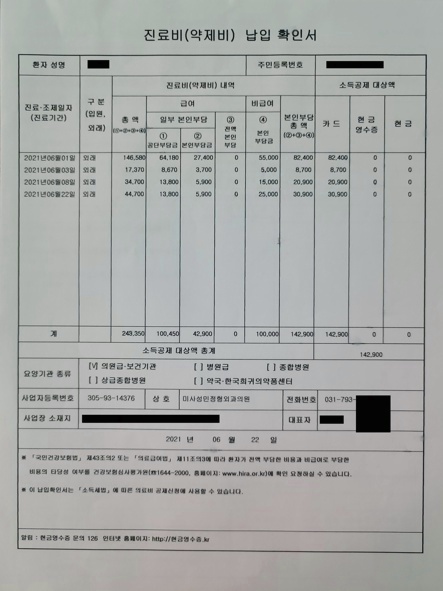 진료비(약제비) 납입 확인서
환자 성명
주민등록번호
진료·조제일자
(진료기간)
구 분
(입원,
외래)
진료비(약제비) 내역
소득공제 대상액
총 액
(①+②+③+④)
급여
비급여
본인부담
총 액
(②+③+④)
카 드
현 금
영수증
현 금
일부 본인부담
①
공단부담금
②
본인부담금
③
전액
본인
부담
④
본인
부담금
2021년06월01일 외래 146,580 64,180 27,400 0 55,000 82,400 82,400 0 0
2021년06월03일 외래 17,370 8,670 3,700 0 5,000 8,700 8,700 0 0
2021년06월08일 외래 34,700 13,800 5,900 0 15,000 20,900 20,900 0 0
2021년06월22일 외래 44,700 13,800 5,900 0 25,000 30,900 30,900 0 0
계 243,350 100,450 42,900 0 100,000 142,900 142,900 0 0
소득공제 대상액 총계 142,900
요양기관 종류
[V] 의원급·보건기관 [ ] 병원급 [ ] 종합병원
[ ] 상급종합병원 [ ] 약국·한국희귀의약품센터
사업자등록번호 305-93-14376 상 호 미사성민정형외과의원 전화번호 031-793-
사업장 소재지 대표자
2021 년 06 월 22 일
※ 「국민건강보험법」 제43조의2 또는 「의료급여법」 제11조의3에 따라 환자가 전액 부담한 비용과 비급여로 부담한
비용의 타당성 여부를 건강보험심사평가원(☎1644-2000, 홈페이지: www.hira.or.kr)에 확인 요청하실 수 있습니다.
※ 이 납입확인서는 「소득세법」에 따른 의료비 공제신청에 사용할 수 있습니다.
알림 : 현금영수증 문의 126 인터넷 홈페이지: http://현금영수증.kr